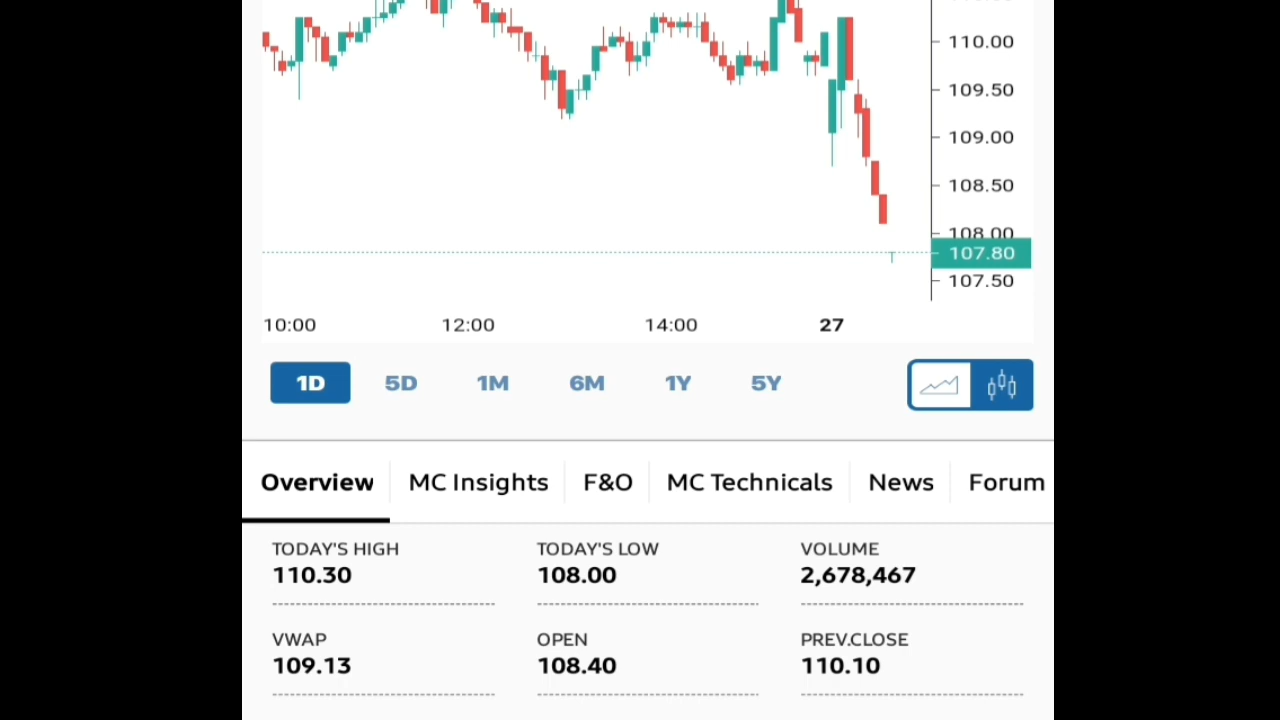 110.00
109.50
109.00
108.50
108.00
107.80
107.50
10:00 12:00 14:00 27
1D 5D 1M 6M 1Y 5Y
Overview MC Insights F&O MC Technicals News Forum
TODAY'S HIGH TODAY'S LOW VOLUME
110.30 108.00 2,678,467
VWAP OPEN PREV.CLOSE
109.13 108.40 110.10